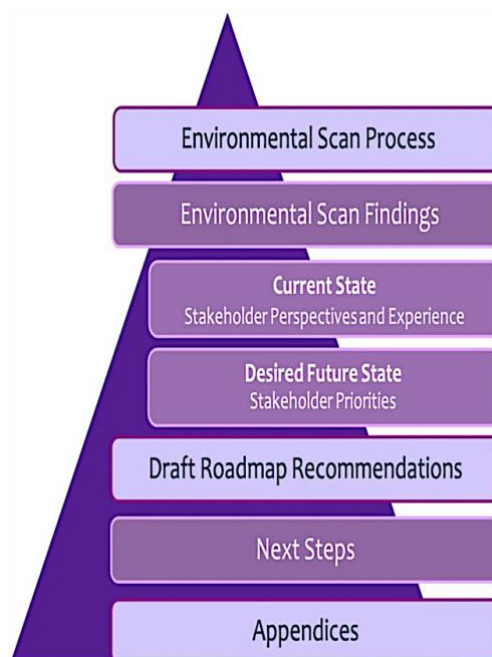 Environmental Scan Process
Environmental Scan Findings
Current State
Stakeholder Perspectives and Experience
Desired Future State
Stakeholder Priorities
Draft Roadmap Recommendations
Next Steps
Appendices